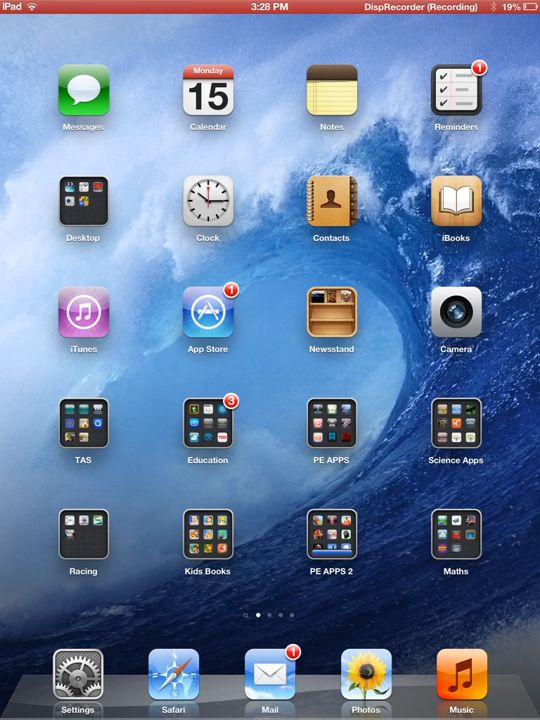 iPad 3:28 PM DispRecorder (Recording) 19%
Monday
15
1
Messages Calendar Notes Reminders
Desktop Clock Contacts iBooks
1
iTunes App Store Newsstand Camera
3
TAS Education PE APPS Science Apps
Racing Kids Books PE APPS 2 Maths
1
Settings Safari Mail Photos Music